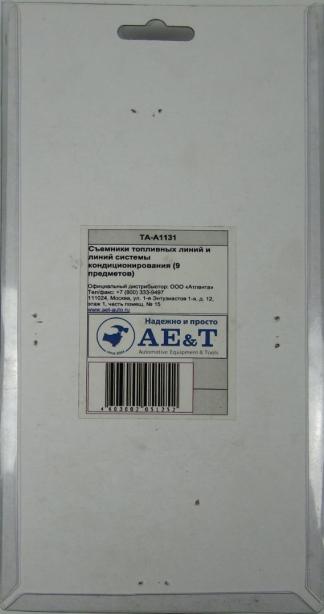 TA-A1131
Съемники топливных линий и
линий системы
кондиционирования (9
предметов)
Официальный дистрибьютор: ООО «Атланта»
Тел/факс: +7 (800) 333-9497
111024, Москва, ул. 1-я Энтузиастов 1-я, д. 12,
этаж 1, часть помещ. № 15
www.aet-auto.ru
Надежно и просто
AE&T
Automotive Equipment & Tools